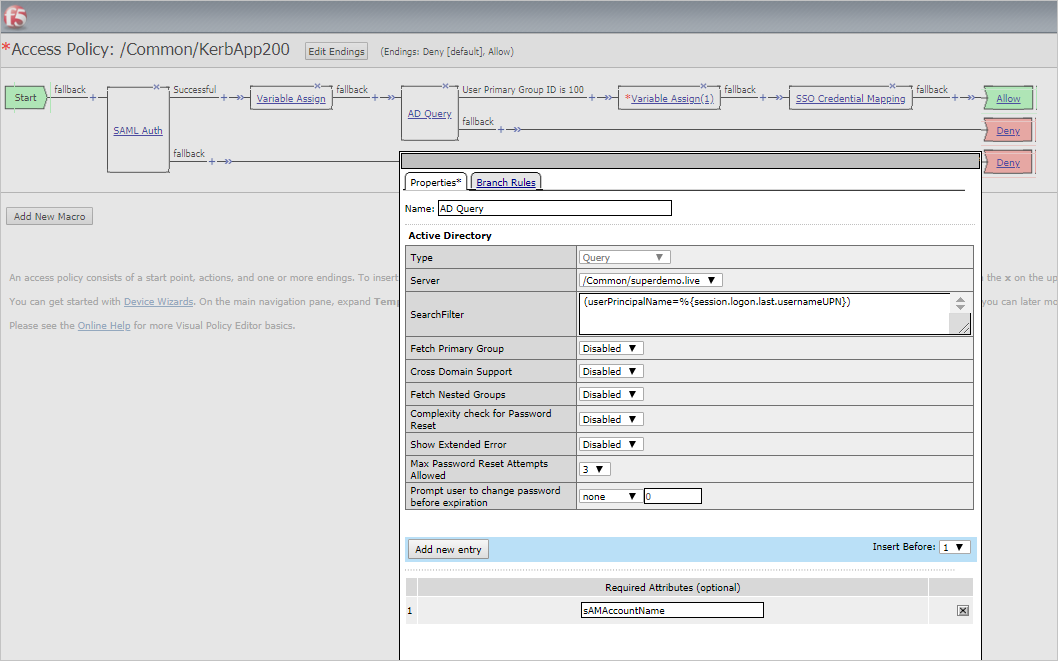 f5
*Access Policy: /Common/KerbApp200 Edit Endings (Endings: Deny [default], Allow)
Start fallback + Successful + Variable Assign fallback + AD Query User Primary Group ID is 100 + *Variable Assign(1) fallback + SSO Credential Mapping fallback + Allow
SAML Auth
fallback + Deny
fallback + Deny
Add New Macro
An access policy consists of a start point, actions, and one or more endings. To insert
the x on the up
You can get started with Device Wizards. On the main navigation pane, expand Temp
you can later mo
Please see the Online Help for more Visual Policy Editor basics.
Properties* Branch Rules
Name: AD Query
Active Directory
Type Query
Server /Common/superdemo.live
SearchFilter (userPrincipalName=%{session.logon.last.usernameUPN})
Fetch Primary Group Disabled
Cross Domain Support Disabled
Fetch Nested Groups Disabled
Complexity check for Password
Reset Disabled
Show Extended Error Disabled
Max Password Reset Attempts
Allowed 3
Prompt user to change password
before expiration none 0
Add new entry Insert Before: 1
Required Attributes (optional)
1 sAMAccountName